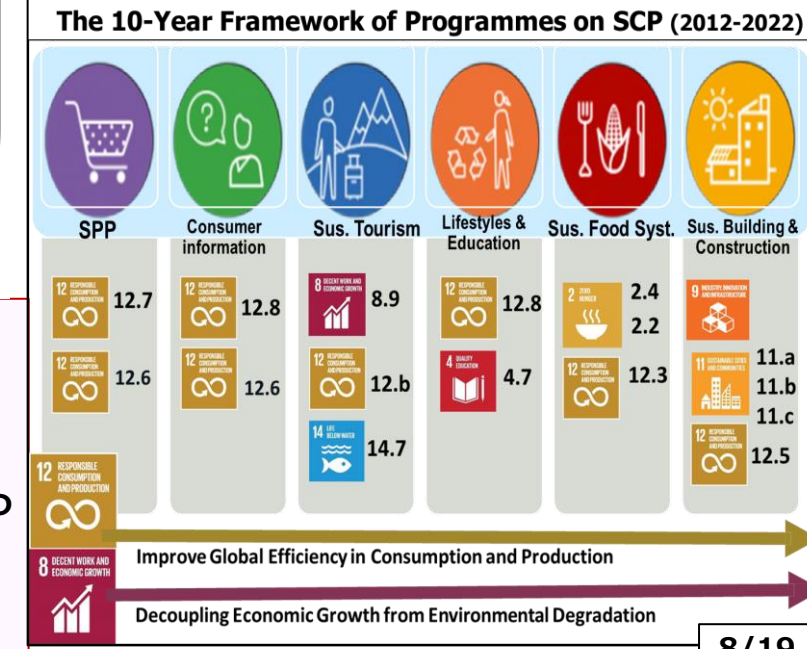 The 10-Year Framework of Programmes on SCP (2012-2022)
?
SPP
Consumer
information
Sus. Tourism
Lifestyles &
Education
Sus. Food Syst.
Sus. Building &
Construction
12 RESPONSIBLE
CONSUMPTION
AND PRODUCTION
12.7
12 RESPONSIBLE
CONSUMPTION
AND PRODUCTION
12.6
12 RESPONSIBLE
CONSUMPTION
AND PRODUCTION
12.8
12 RESPONSIBLE
CONSUMPTION
AND PRODUCTION
12.6
8 DECENT WORK AND
ECONOMIC GROWTH
8.9
12 RESPONSIBLE
CONSUMPTION
AND PRODUCTION
12.b
14 LIFE
BELOW WATER
14.7
12 RESPONSIBLE
CONSUMPTION
AND PRODUCTION
12.8
4 QUALITY
EDUCATION
4.7
2 ZERO
HUNGER
2.4
2.2
12 RESPONSIBLE
CONSUMPTION
AND PRODUCTION
12.3
9 INDUSTRY, INNOVATION
AND INFRASTRUCTURE
11 SUSTAINABLE CITIES
AND COMMUNITIES
11.a
11.b
11.c
12 RESPONSIBLE
CONSUMPTION
AND PRODUCTION
12.5
12 RESPONSIBLE
CONSUMPTION
AND PRODUCTION
Improve Global Efficiency in Consumption and Production
8 DECENT WORK AND
ECONOMIC GROWTH
Decoupling Economic Growth from Environmental Degradation
8/19